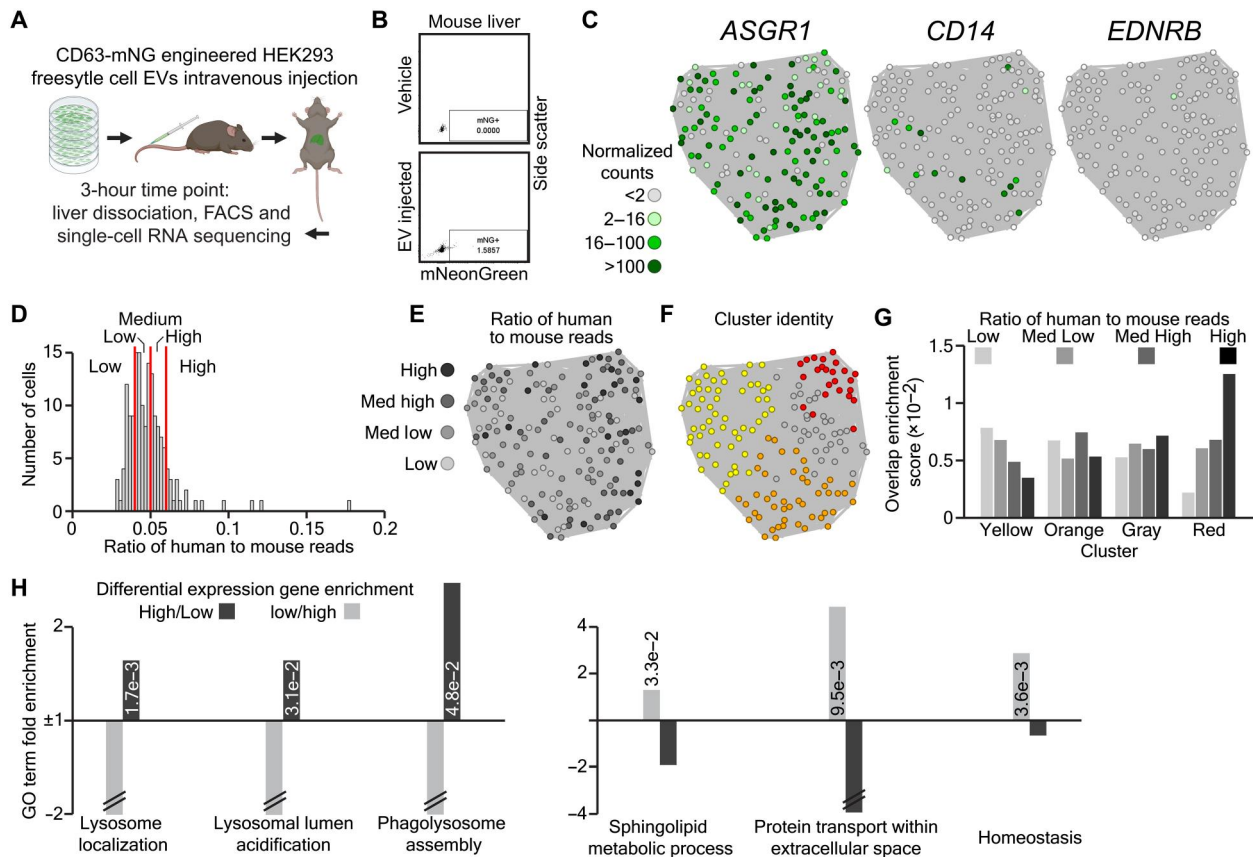 A
CD63-mNG engineered HEK293
freesytle cell EVs intravenous injection
3-hour time point:
liver dissociation, FACS and
single-cell RNA sequencing
B
Mouse liver
Vehicle
mNG+
0.0000
EV injected
mNG+
1.5857
mNeonGreen
Side scatter
C
ASGR1
CD14
EDNRB
Normalized
counts
<2
2–16
16–100
>100
D
Medium
Low
High
Low
High
Number of cells
15
10
5
0
0
0.05
0.1
0.15
0.2
Ratio of human to mouse reads
E
Ratio of human
to mouse reads
High
Med high
Med low
Low
F
Cluster identity
G
Ratio of human to mouse reads
Low
Med Low
Med High
High
Overlap enrichment
score (×10−2)
1.5
1
0.5
0
Yellow
Orange
Gray
Red
Cluster
H
Differential expression gene enrichment
High/Low
low/high
GO term fold enrichment
2
±1
−2
1.7e−3
3.1e−2
4.8e−2
Lysosome
localization
Lysosomal lumen
acidification
Phagolysosome
assembly
4
2
−2
−4
3.3e−2
9.5e−3
3.6e−3
Sphingolipid
metabolic process
Protein transport within
extracellular space
Homeostasis